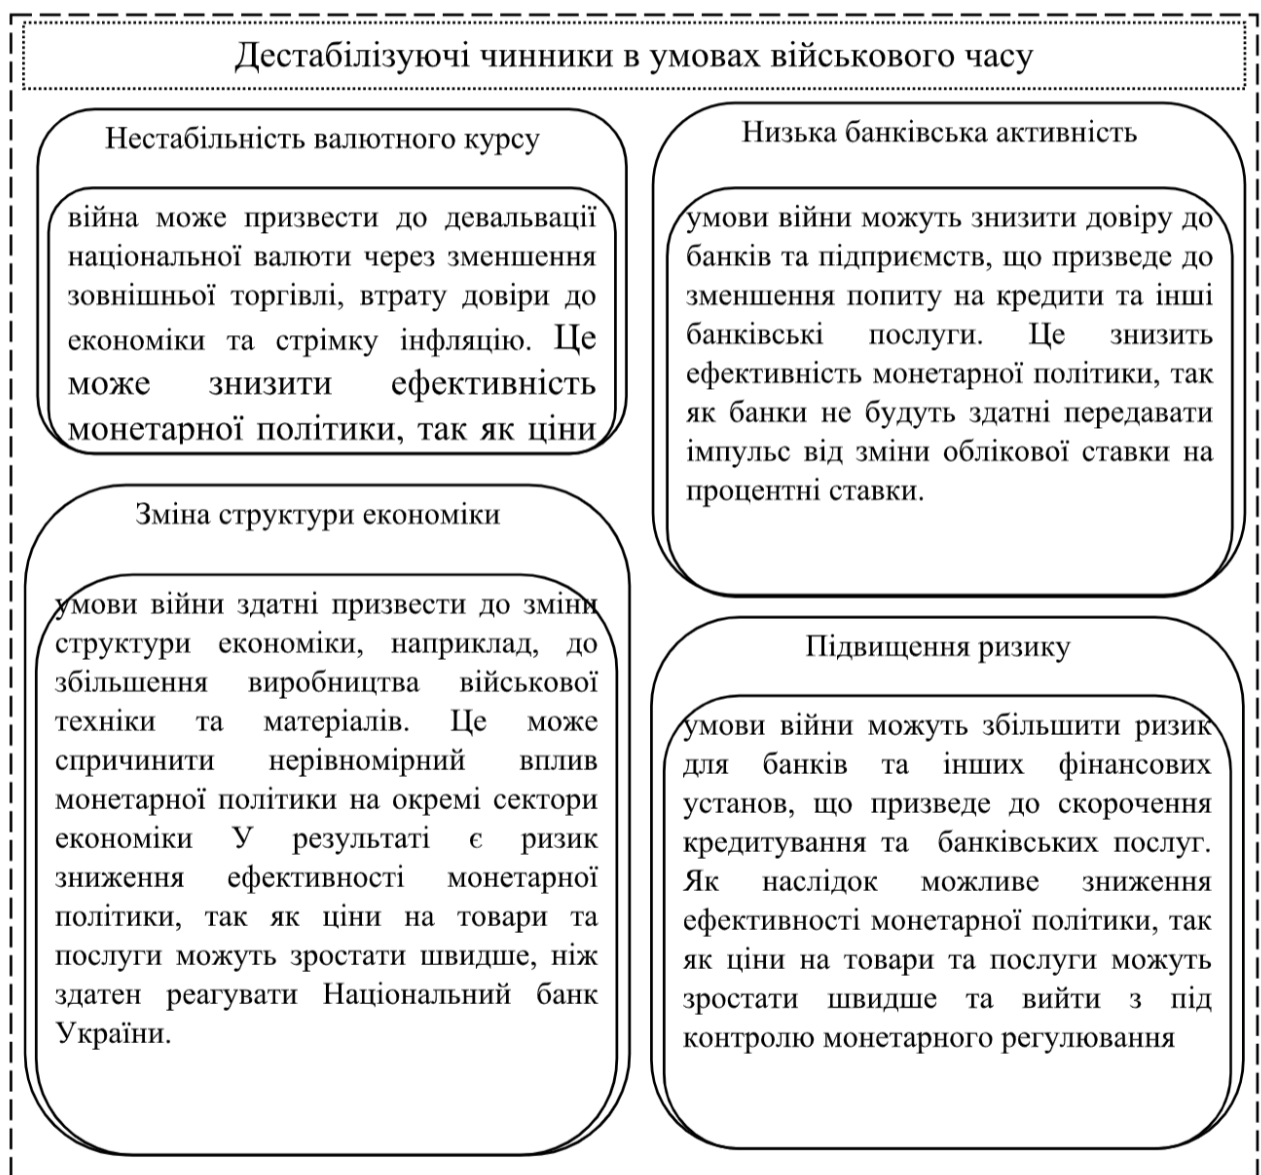 Дестабілізуючі чинники в умовах військового часу
Нестабільність валютного курсу
війна може призвести до девальвації
національної валюти через зменшення
зовнішньої торгівлі, втрату довіри до
економіки та стрімку інфляцію. Це
може знизити ефективність
монетарної політики, так як ціни
Низька банківська активність
умови війни можуть знизити довіру до
банків та підприємств, що призведе до
зменшення попиту на кредити та інші
банківські послуги. Це знизить
ефективність монетарної політики, так
як банки не будуть здатні передавати
імпульс від зміни облікової ставки на
процентні ставки.
Зміна структури економіки
умови війни здатні призвести до зміни
структури економіки, наприклад, до
збільшення виробництва військової
техніки та матеріалів. Це може
спричинити нерівномірний вплив
монетарної політики на окремі сектори
економіки У результаті є ризик
зниження ефективності монетарної
політики, так як ціни на товари та
послуги можуть зростати швидше, ніж
здатен реагувати Національний банк
України.
Підвищення ризику
умови війни можуть збільшити ризик
для банків та інших фінансових
установ, що призведе до скорочення
кредитування та банківських послуг.
Як наслідок можливе зниження
ефективності монетарної політики, так
як ціни на товари та послуги можуть
зростати швидше та вийти з під
контролю монетарного регулювання